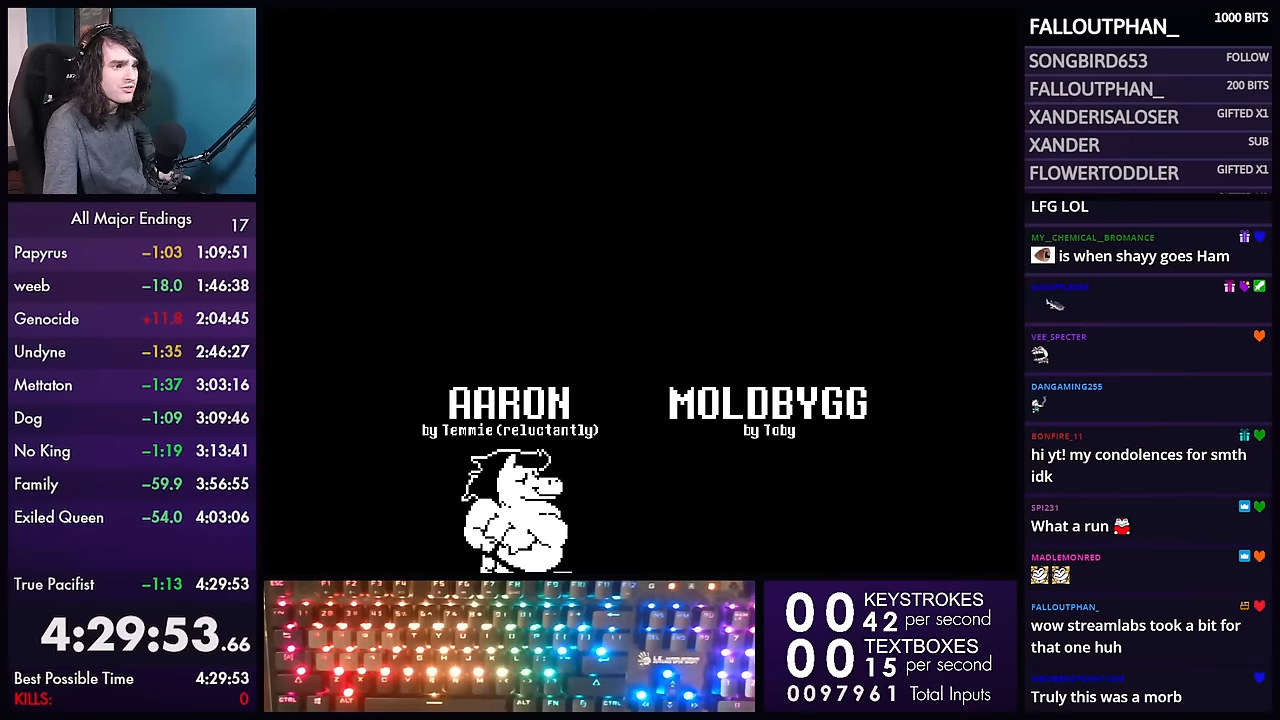 All Major Endings 17
Papyrus –1:03 1:09:51
weeb –18.0 1:46:38
Genocide +11.8 2:04:45
Undyne –1:35 2:46:27
Mettaton –1:37 3:03:16
Dog –1:09 3:09:46
No King –1:19 3:13:41
Family –59.9 3:56:55
Exiled Queen –54.0 4:03:06
True Pacifist –1:13 4:29:53
4:29:53.66
Best Possible Time 4:29:53
KILLS: 0
AARON
by Temmie(reluctantly)
MOLDBYGG
by Toby
00 KEYSTROKES
42 per second
00 TEXTBOXES
15 per second
0097961 Total Inputs
FALLOUTPHAN_ 1000 BITS
SONGBIRD653 FOLLOW
FALLOUTPHAN_ 200 BITS
XANDERISALOSER GIFTED X1
XANDER SUB
FLOWERTODDLER GIFTED X1
LFG LOL
MY_CHEMICAL_BROMANCE
is when shayy goes Ham
VEE_SPECTER
DANGAMING255
BONFIRE_11
hi yt! my condolences for smth
idk
SPI231
What a run
MADLEMONRED
FALLOUTPHAN_
wow streamlabs took a bit for
that one huh
Truly this was a morb